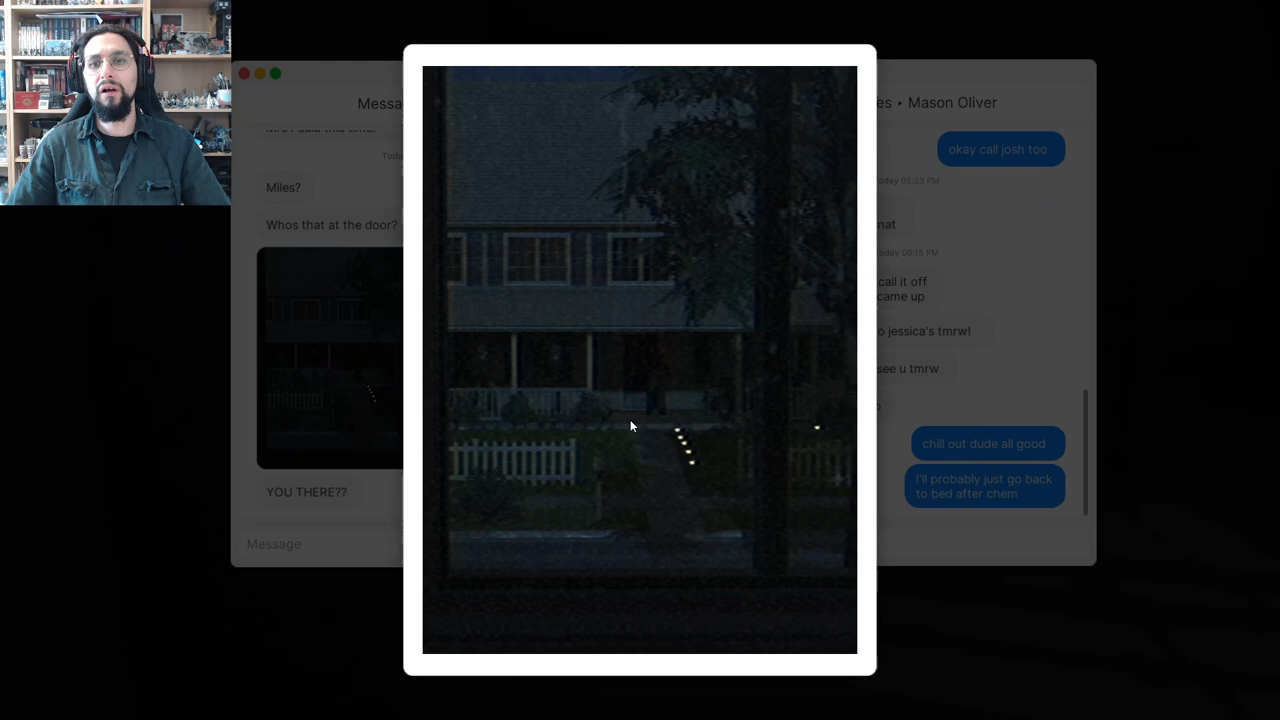 Messa
es ▸ Mason Oliver
Toda
Miles?
Whos that at the door?
YOU THERE??
Message
okay call josh too
oday 05:33 PM
nat
oday 08:15 PM
call it off
came up
o jessica's tmrw!
see u tmrw
chill out dude all good
I'll probably just go back
to bed after chem